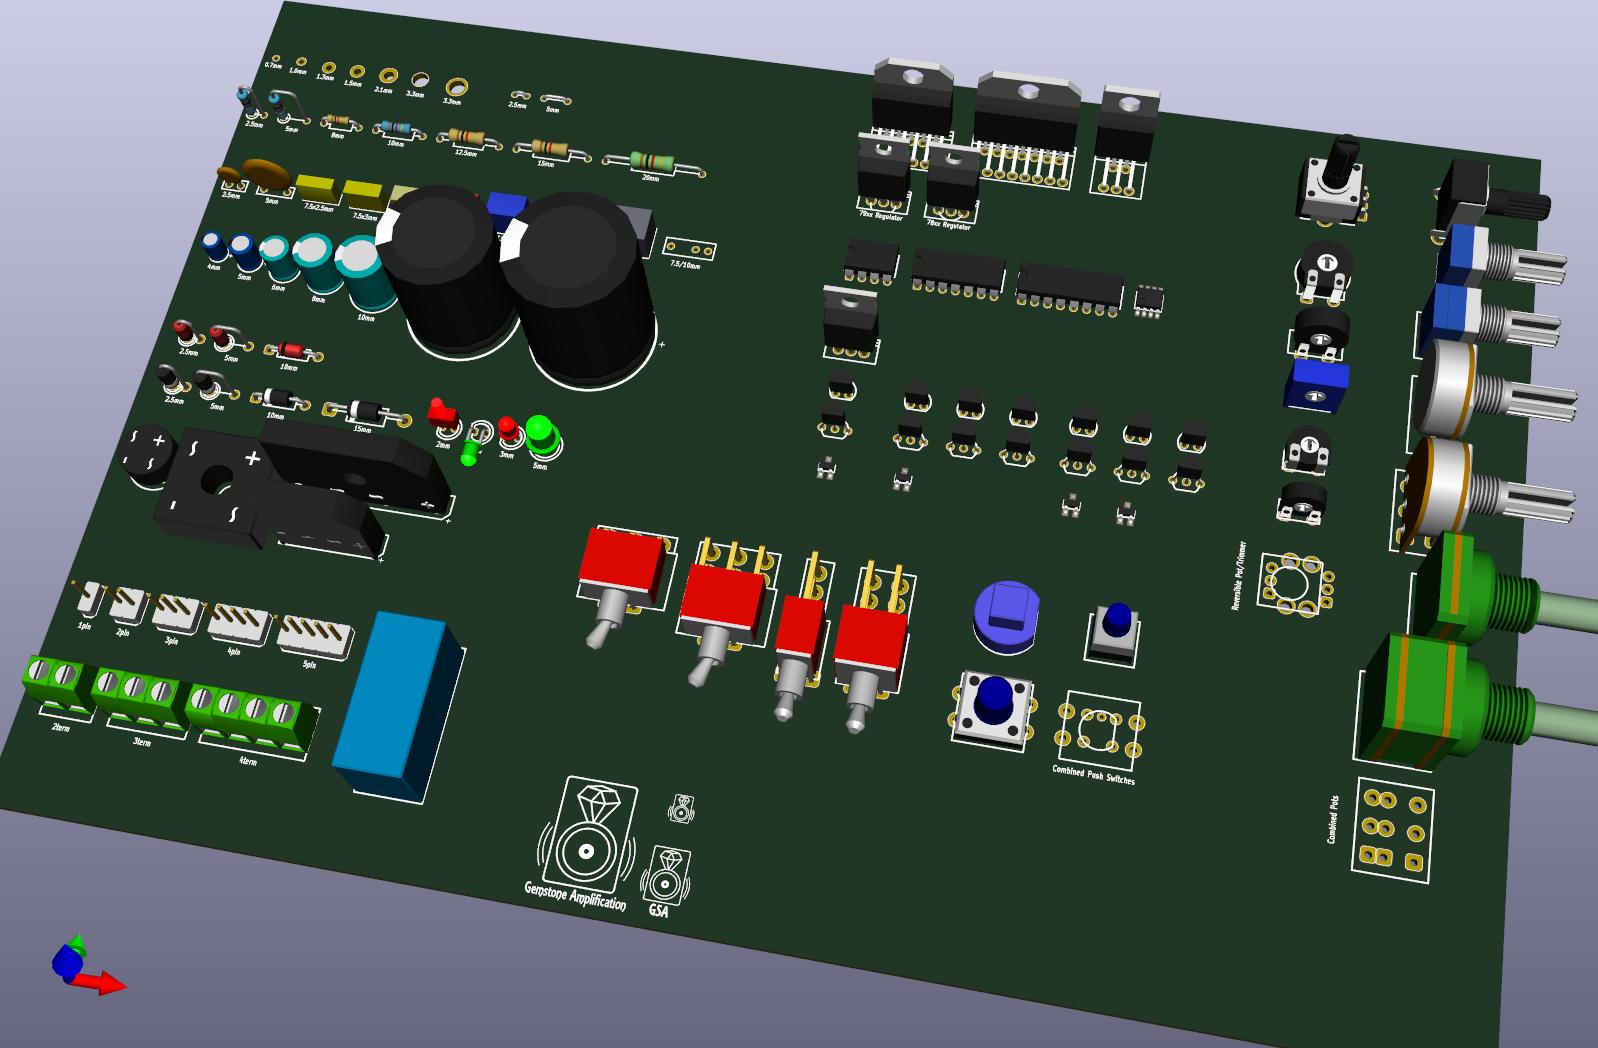 0.7mm 1.0mm 1.3mm 1.5mm 2.1mm 3.3mm 3.3mm 2.5mm 5mm
2.5mm 5mm 8mm 10mm 12.5mm 15mm 20mm
2.5mm 5mm 7.5x2.5mm 7.5x3mm 7.5/10mm
79xx Regulator 78xx Regulator
4mm 5mm 6mm 8mm 10mm
+
2.5mm 5mm 10mm
2.5mm 5mm 10mm 15mm 2mm 3mm 5mm
+
+
+
+
+
1pin 2pin 3pin 4pin 5pin
Reversible Pot/Trimmer
2term 3term 4term
Combined Push Switches
Combined Pots
Gemstone Amplification
GSA